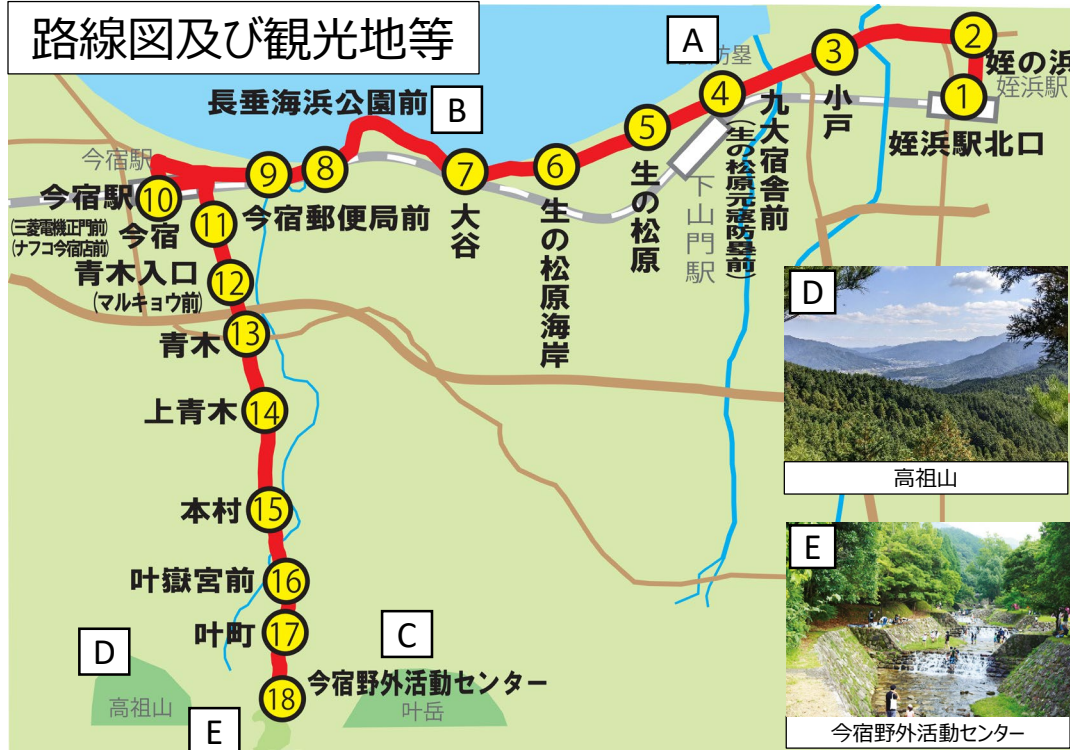 路線図及び観光地等
A
防塁
3
2
姪の浜
姪浜駅
1
姪浜駅北口
小戸
4
九大宿舎前
(生の松原元寇防塁前)
下山門駅
5
生の松原
6
生の松原海岸
7
大谷
B
長垂海浜公園前
8
9
今宿郵便局前
今宿駅
今宿駅
10
11
今宿
(三菱電機正門前)
(ナフコ今宿店前)
青木入口
12
(マルキョウ前)
青木
13
上青木
14
本村
15
叶嶽宮前
16
叶町
17
18
今宿野外活動センター
C
叶岳
D
高祖山
E
D
高祖山
E
今宿野外活動センター